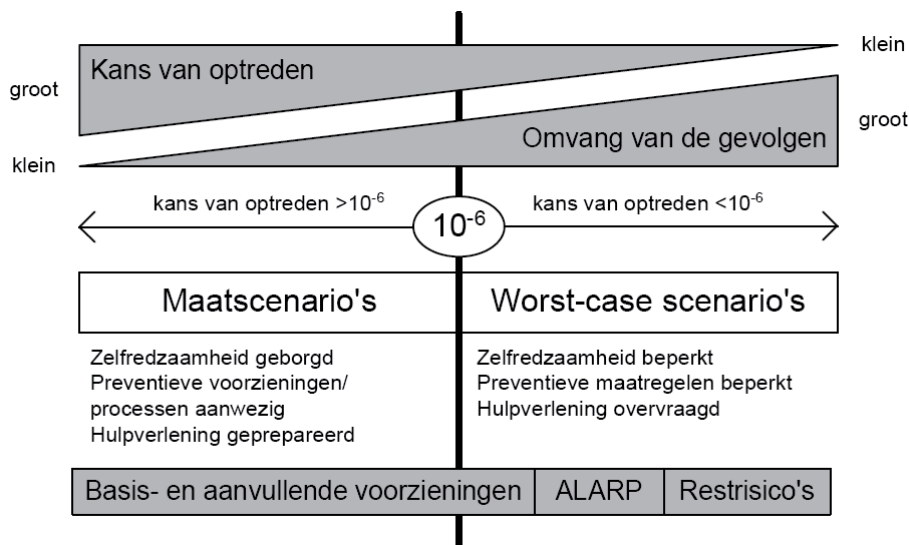 klein
Kans van optreden
groot
groot
Omvang van de gevolgen
klein
kans van optreden >10⁻⁶
kans van optreden <10⁻⁶
10⁻⁶
Maatscenario's
Worst-case scenario's
Zelfredzaamheid geborgd
Preventieve voorzieningen/
processen aanwezig
Hulpverlening geprepareerd
Zelfredzaamheid beperkt
Preventieve maatregelen beperkt
Hulpverlening overvraagd
Basis- en aanvullende voorzieningen
ALARP
Restrisico's